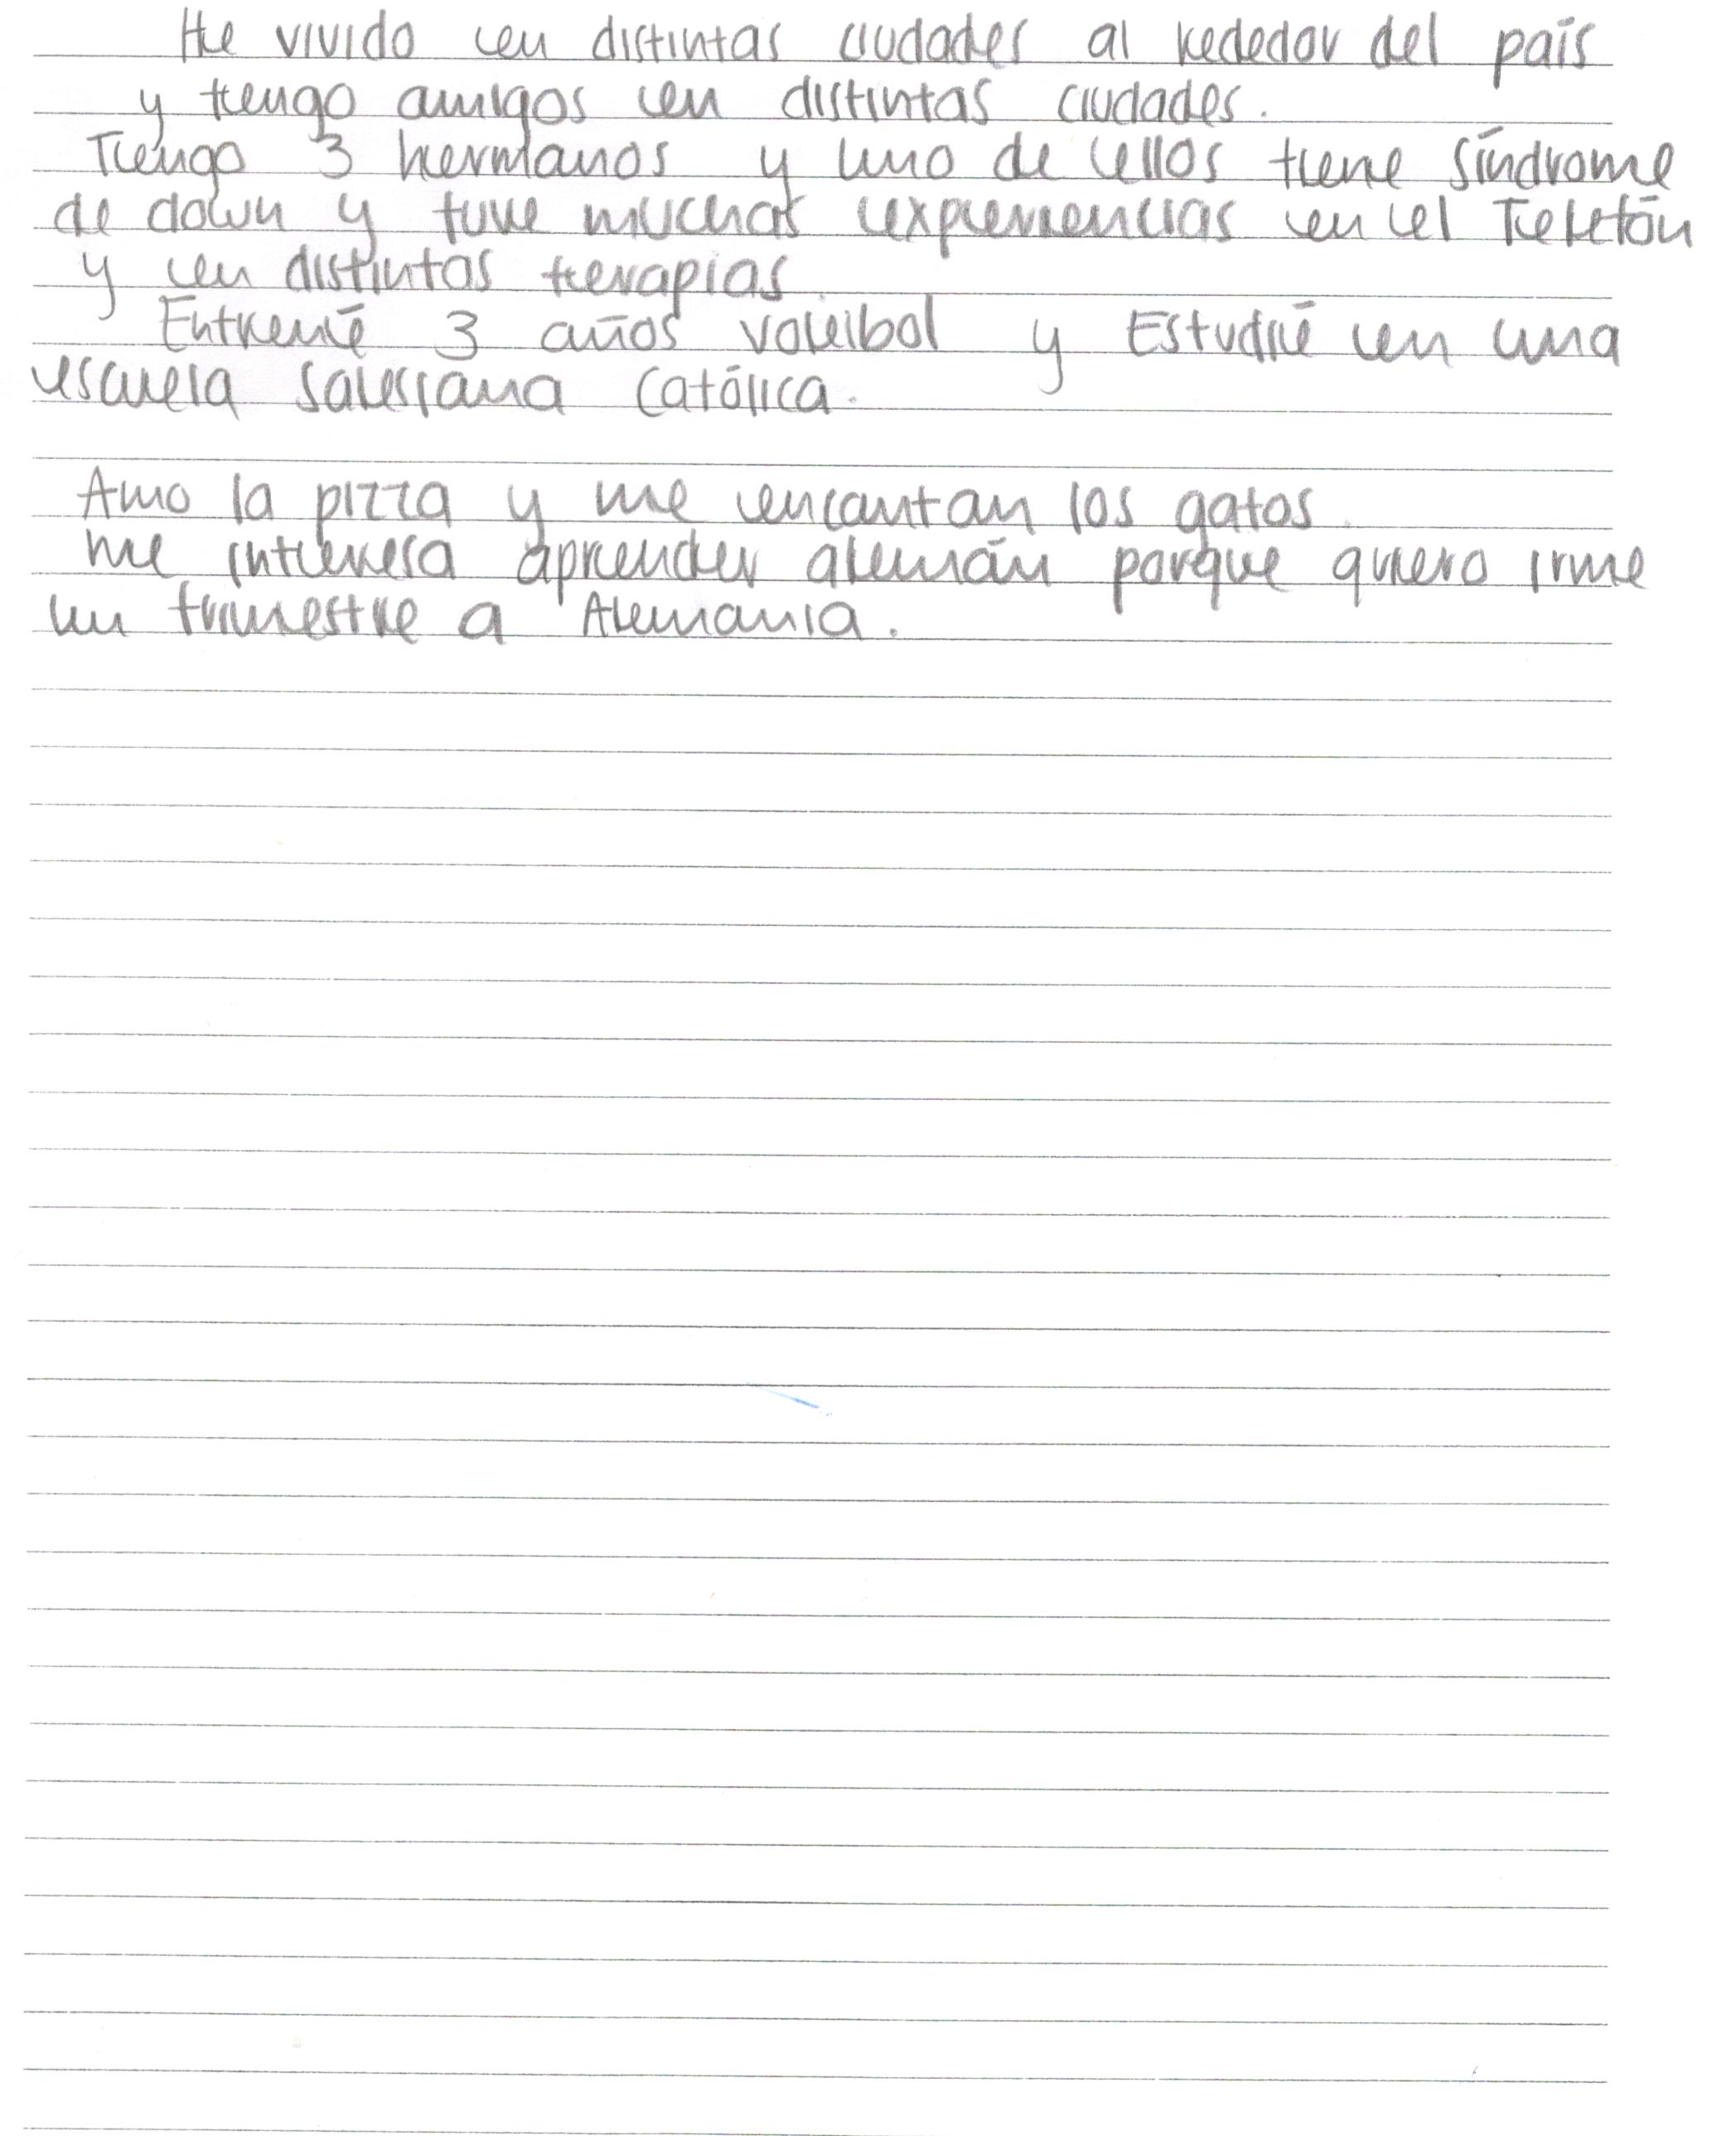 He vivido en distintas ciudades al rededor del país
y tengo amigos en distintas ciudades.
Tengo 3 hermanos y uno de ellos tiene síndrome
de down y tuve muchas experiencias en el Teletón
y en distintas terapias.
Entrené 3 años voleibol y Estudié en una
escuela salesiana Católica.
Amo la pizza y me encantan los gatos.
me interesa aprender alemán porque quiero irme
un trimestre a Alemania.